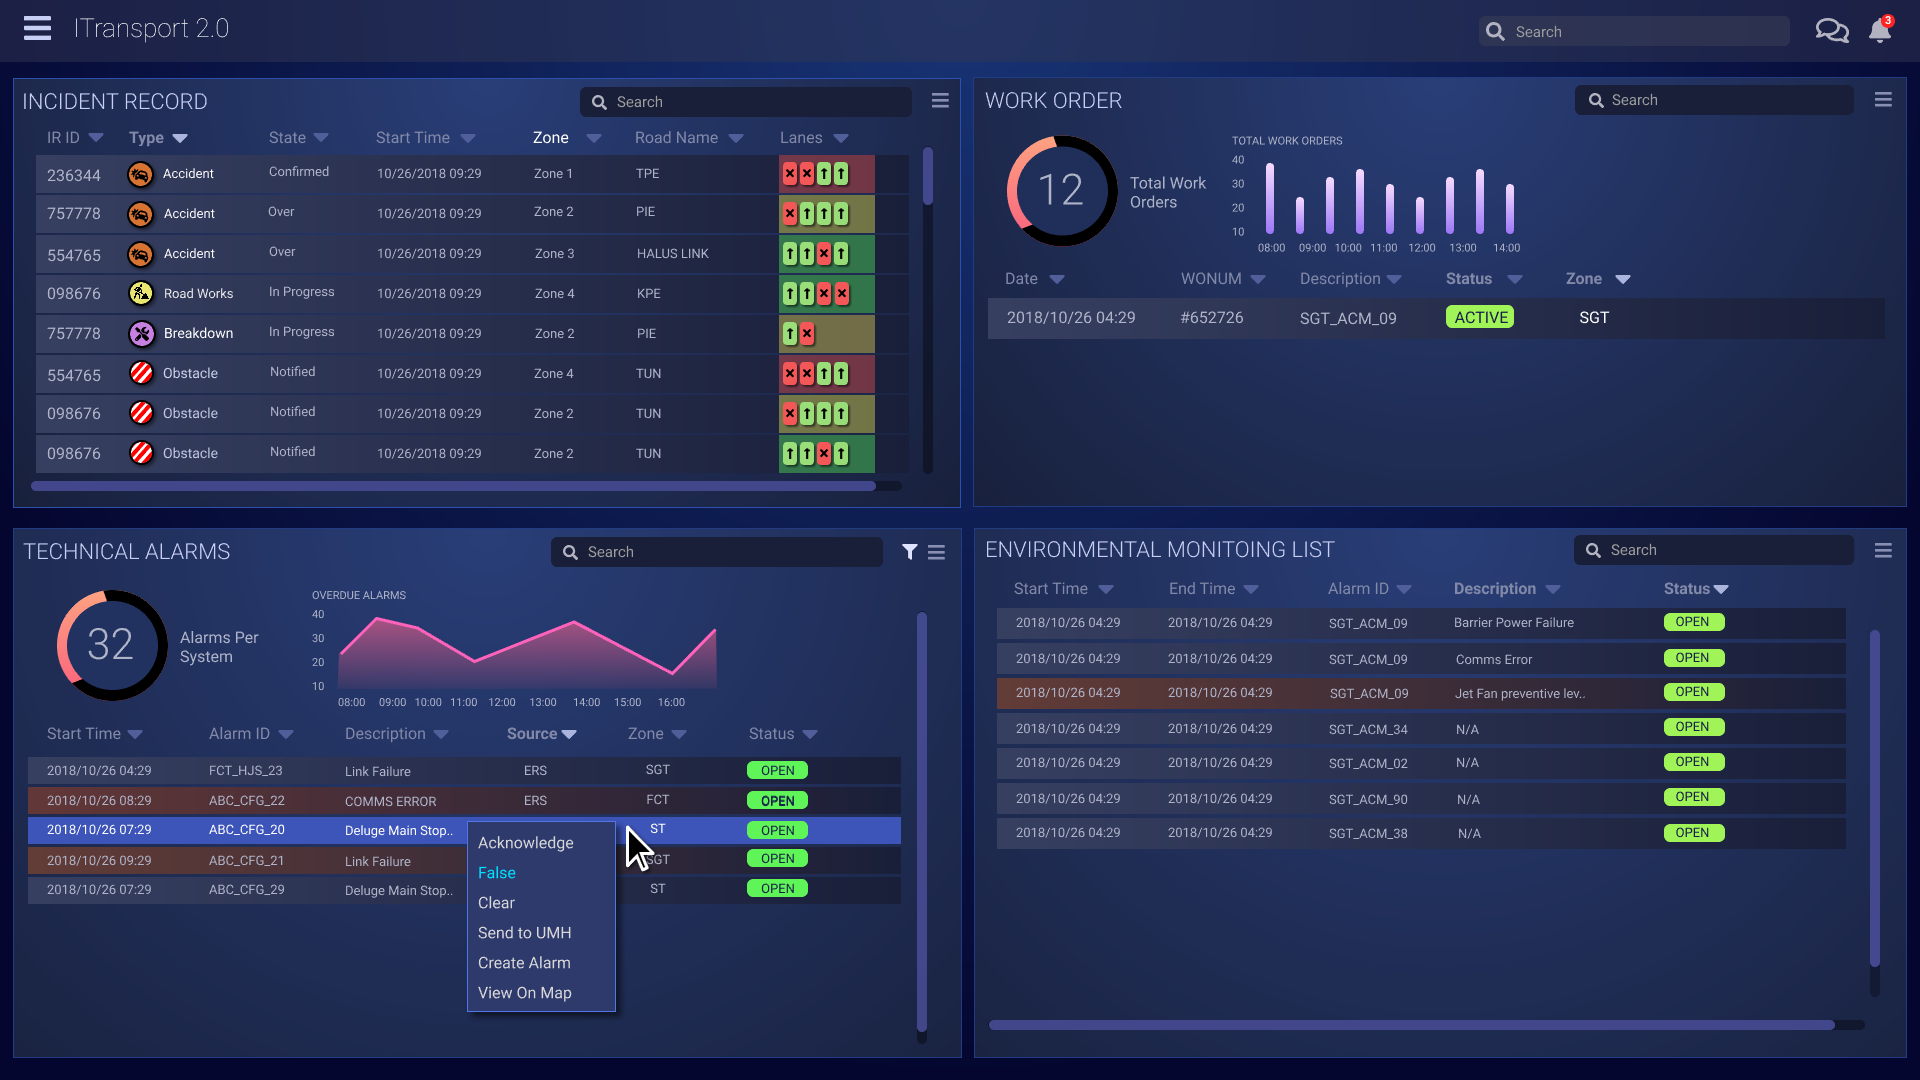 ITransport 2.0
Search
3
INCIDENT RECORD
Search
IR ID Type State Start Time Zone Road Name Lanes
236344 Accident Confirmed 10/26/2018 09:29 Zone 1 TPE
757778 Accident Over 10/26/2018 09:29 Zone 2 PIE
554765 Accident Over 10/26/2018 09:29 Zone 3 HALUS LINK
098676 Road Works In Progress 10/26/2018 09:29 Zone 4 KPE
757778 Breakdown In Progress 10/26/2018 09:29 Zone 2 PIE
554765 Obstacle Notified 10/26/2018 09:29 Zone 4 TUN
098676 Obstacle Notified 10/26/2018 09:29 Zone 2 TUN
098676 Obstacle Notified 10/26/2018 09:29 Zone 2 TUN
WORK ORDER
Search
12
Total Work
Orders
TOTAL WORK ORDERS
40
30
20
10
08:00 09:00 10:00 11:00 12:00 13:00 14:00
Date WONUM Description Status Zone
2018/10/26 04:29 #652726 SGT_ACM_09 ACTIVE SGT
TECHNICAL ALARMS
Search
32
Alarms Per
System
OVERDUE ALARMS
40
30
20
10
08:00 09:00 10:00 11:00 12:00 13:00 14:00 15:00 16:00
Start Time Alarm ID Description Source Zone Status
2018/10/26 04:29 FCT_HJS_23 Link Failure ERS SGT OPEN
2018/10/26 08:29 ABC_CFG_22 COMMS ERROR ERS FCT OPEN
2018/10/26 07:29 ABC_CFG_20 Deluge Main Stop.. ST OPEN
2018/10/26 09:29 ABC_CFG_21 Link Failure SGT OPEN
2018/10/26 07:29 ABC_CFG_29 Deluge Main Stop.. ST OPEN
Acknowledge
False
Clear
Send to UMH
Create Alarm
View On Map
ENVIRONMENTAL MONITOING LIST
Search
Start Time End Time Alarm ID Description Status
2018/10/26 04:29 2018/10/26 04:29 SGT_ACM_09 Barrier Power Failure OPEN
2018/10/26 04:29 2018/10/26 04:29 SGT_ACM_09 Comms Error OPEN
2018/10/26 04:29 2018/10/26 04:29 SGT_ACM_09 Jet Fan preventive lev.. OPEN
2018/10/26 04:29 2018/10/26 04:29 SGT_ACM_34 N/A OPEN
2018/10/26 04:29 2018/10/26 04:29 SGT_ACM_02 N/A OPEN
2018/10/26 04:29 2018/10/26 04:29 SGT_ACM_90 N/A OPEN
2018/10/26 04:29 2018/10/26 04:29 SGT_ACM_38 N/A OPEN